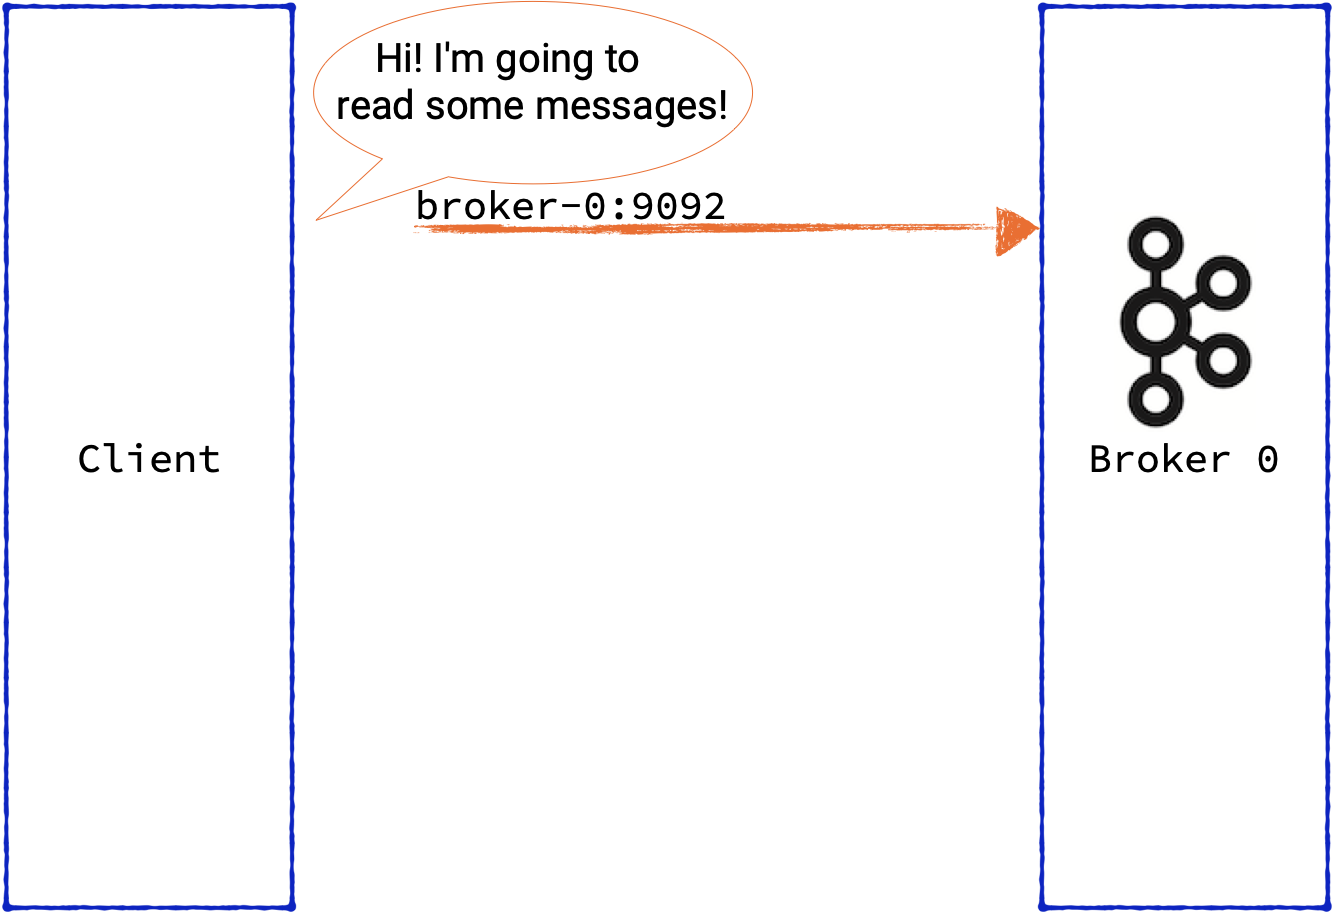 Hi! I'm going to
read some messages!
broker-0:9092
Client
Broker 0